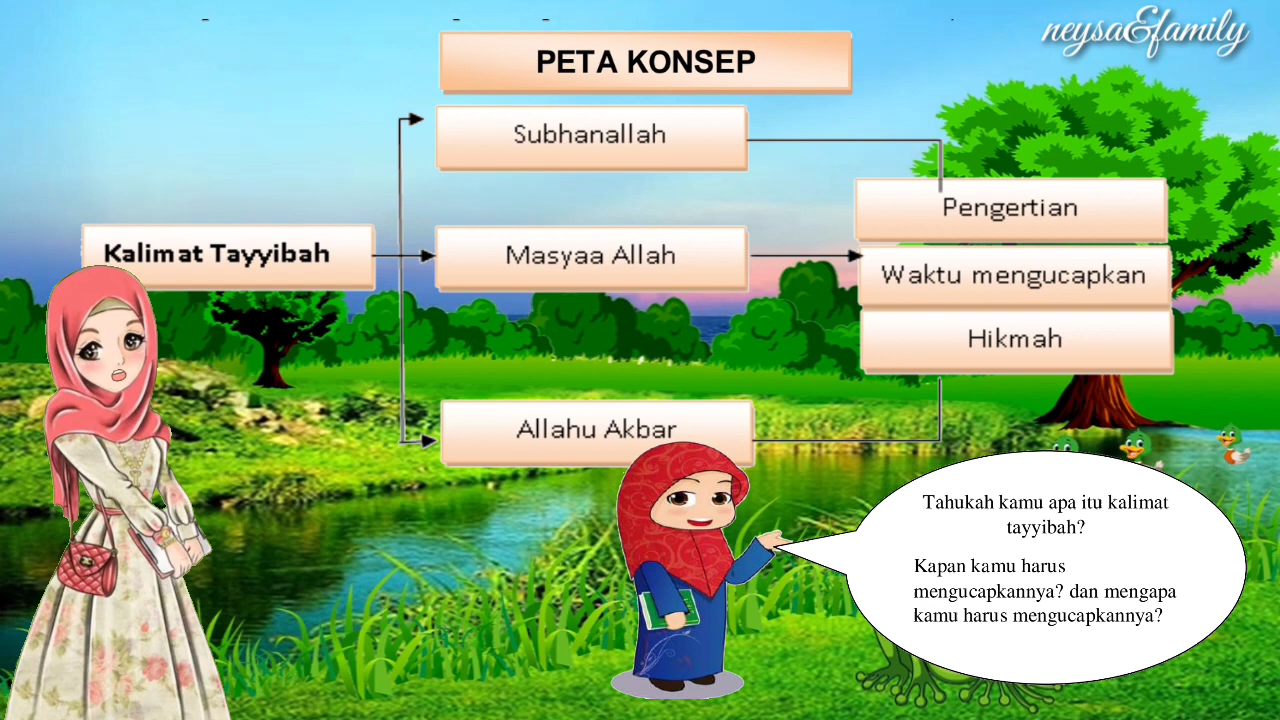 neysa&family
PETA KONSEP
Subhanallah
Pengertian
Kalimat Tayyibah
Masyaa Allah
Waktu mengucapkan
Hikmah
Allahu Akbar
Tahukah kamu apa itu kalimat
tayyibah?
Kapan kamu harus
mengucapkannya? dan mengapa
kamu harus mengucapkannya?